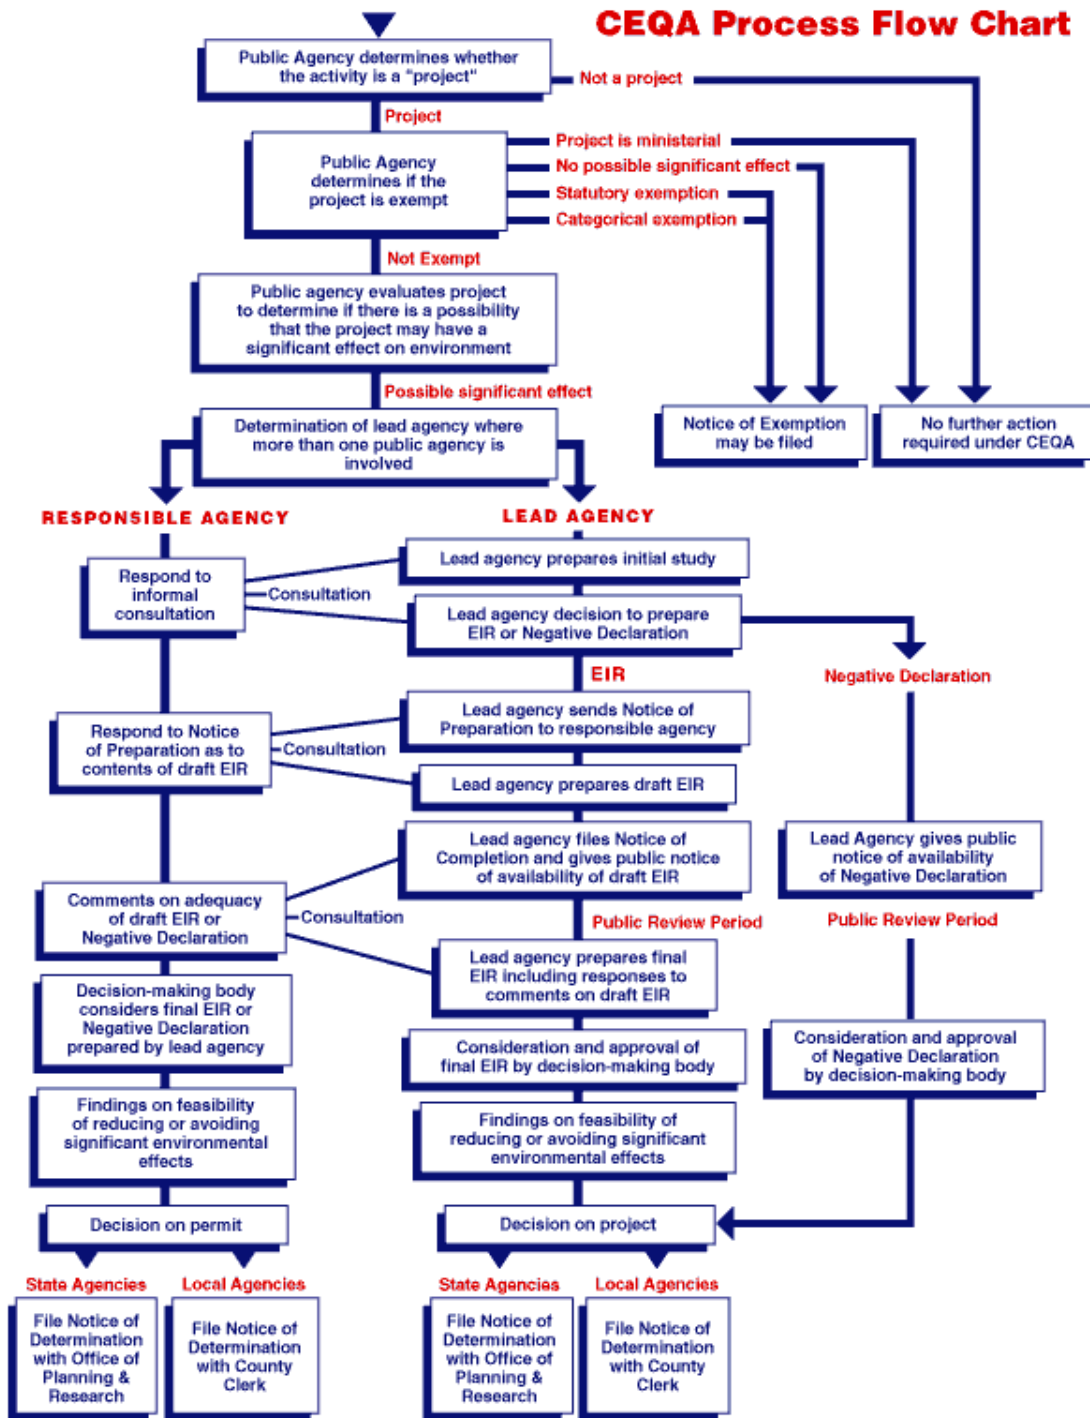 CEQA Process Flow Chart
Public Agency determines whether
the activity is a "project"
Not a project
Project
Public Agency
determines if the
project is exempt
Project is ministerial
No possible significant effect
Statutory exemption
Categorical exemption
Not Exempt
Public agency evaluates project
to determine if there is a possibility
that the project may have a
significant effect on environment
Possible significant effect
Determination of lead agency where
more than one public agency is
involved
Notice of Exemption
may be filed
No further action
required under CEQA
RESPONSIBLE AGENCY
LEAD AGENCY
Respond to
informal
consultation
Consultation
Lead agency prepares initial study
Lead agency decision to prepare
EIR or Negative Declaration
EIR
Negative Declaration
Respond to Notice
of Preparation as to
contents of draft EIR
Consultation
Lead agency sends Notice of
Preparation to responsible agency
Lead agency prepares draft EIR
Lead agency files Notice of
Completion and gives public notice
of availability of draft EIR
Lead Agency gives public
notice of availability
of Negative Declaration
Comments on adequacy
of draft EIR or
Negative Declaration
Consultation
Public Review Period
Public Review Period
Lead agency prepares final
EIR including responses to
comments on draft EIR
Decision-making body
considers final EIR or
Negative Declaration
prepared by lead agency
Consideration and approval of
final EIR by decision-making body
Consideration and approval
of Negative Declaration
by decision-making body
Findings on feasibility
of reducing or avoiding
significant environmental
effects
Findings on feasibility of
reducing or avoiding significant
environmental effects
Decision on permit
Decision on project
State Agencies
Local Agencies
State Agencies
Local Agencies
File Notice of
Determination
with Office of
Planning &
Research
File Notice of
Determination
with County
Clerk
File Notice of
Determination
with Office of
Planning &
Research
File Notice of
Determination
with County
Clerk